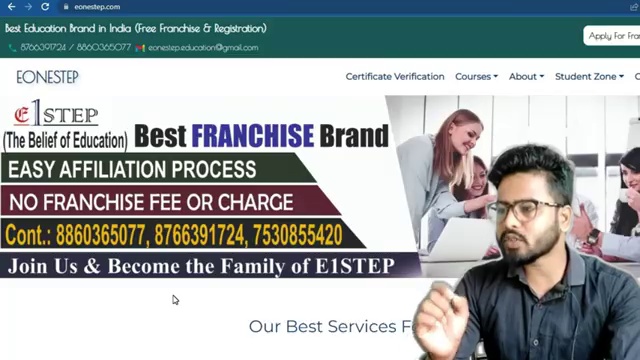 eonestep.com
Best Education Brand in India (Free Franchise & Registration)
8766391724 / 8860365077 eonestep.education@gmail.com
Apply For Fran
EONESTEP
Certificate Verification Courses About Student Zone
E1STEP
(The Belief of Education) Best FRANCHISE Brand
EASY AFFILIATION PROCESS
NO FRANCHISE FEE OR CHARGE
Cont.: 8860365077, 8766391724, 7530855420
Join Us & Become the Family of E1STEP
Our Best Services F